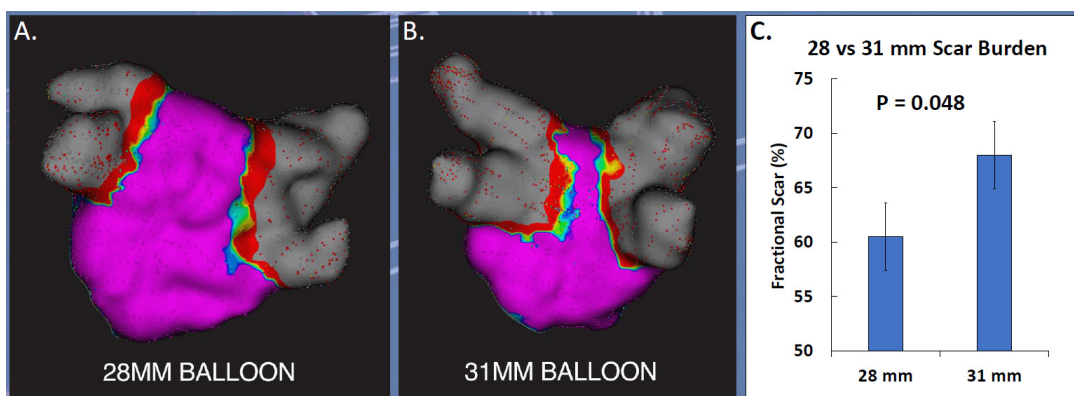 A.
28MM BALLOON
B.
31MM BALLOON
C.
28 vs 31 mm Scar Burden
P = 0.048
Fractional Scar (%)
75
70
65
60
55
50
28 mm
31 mm